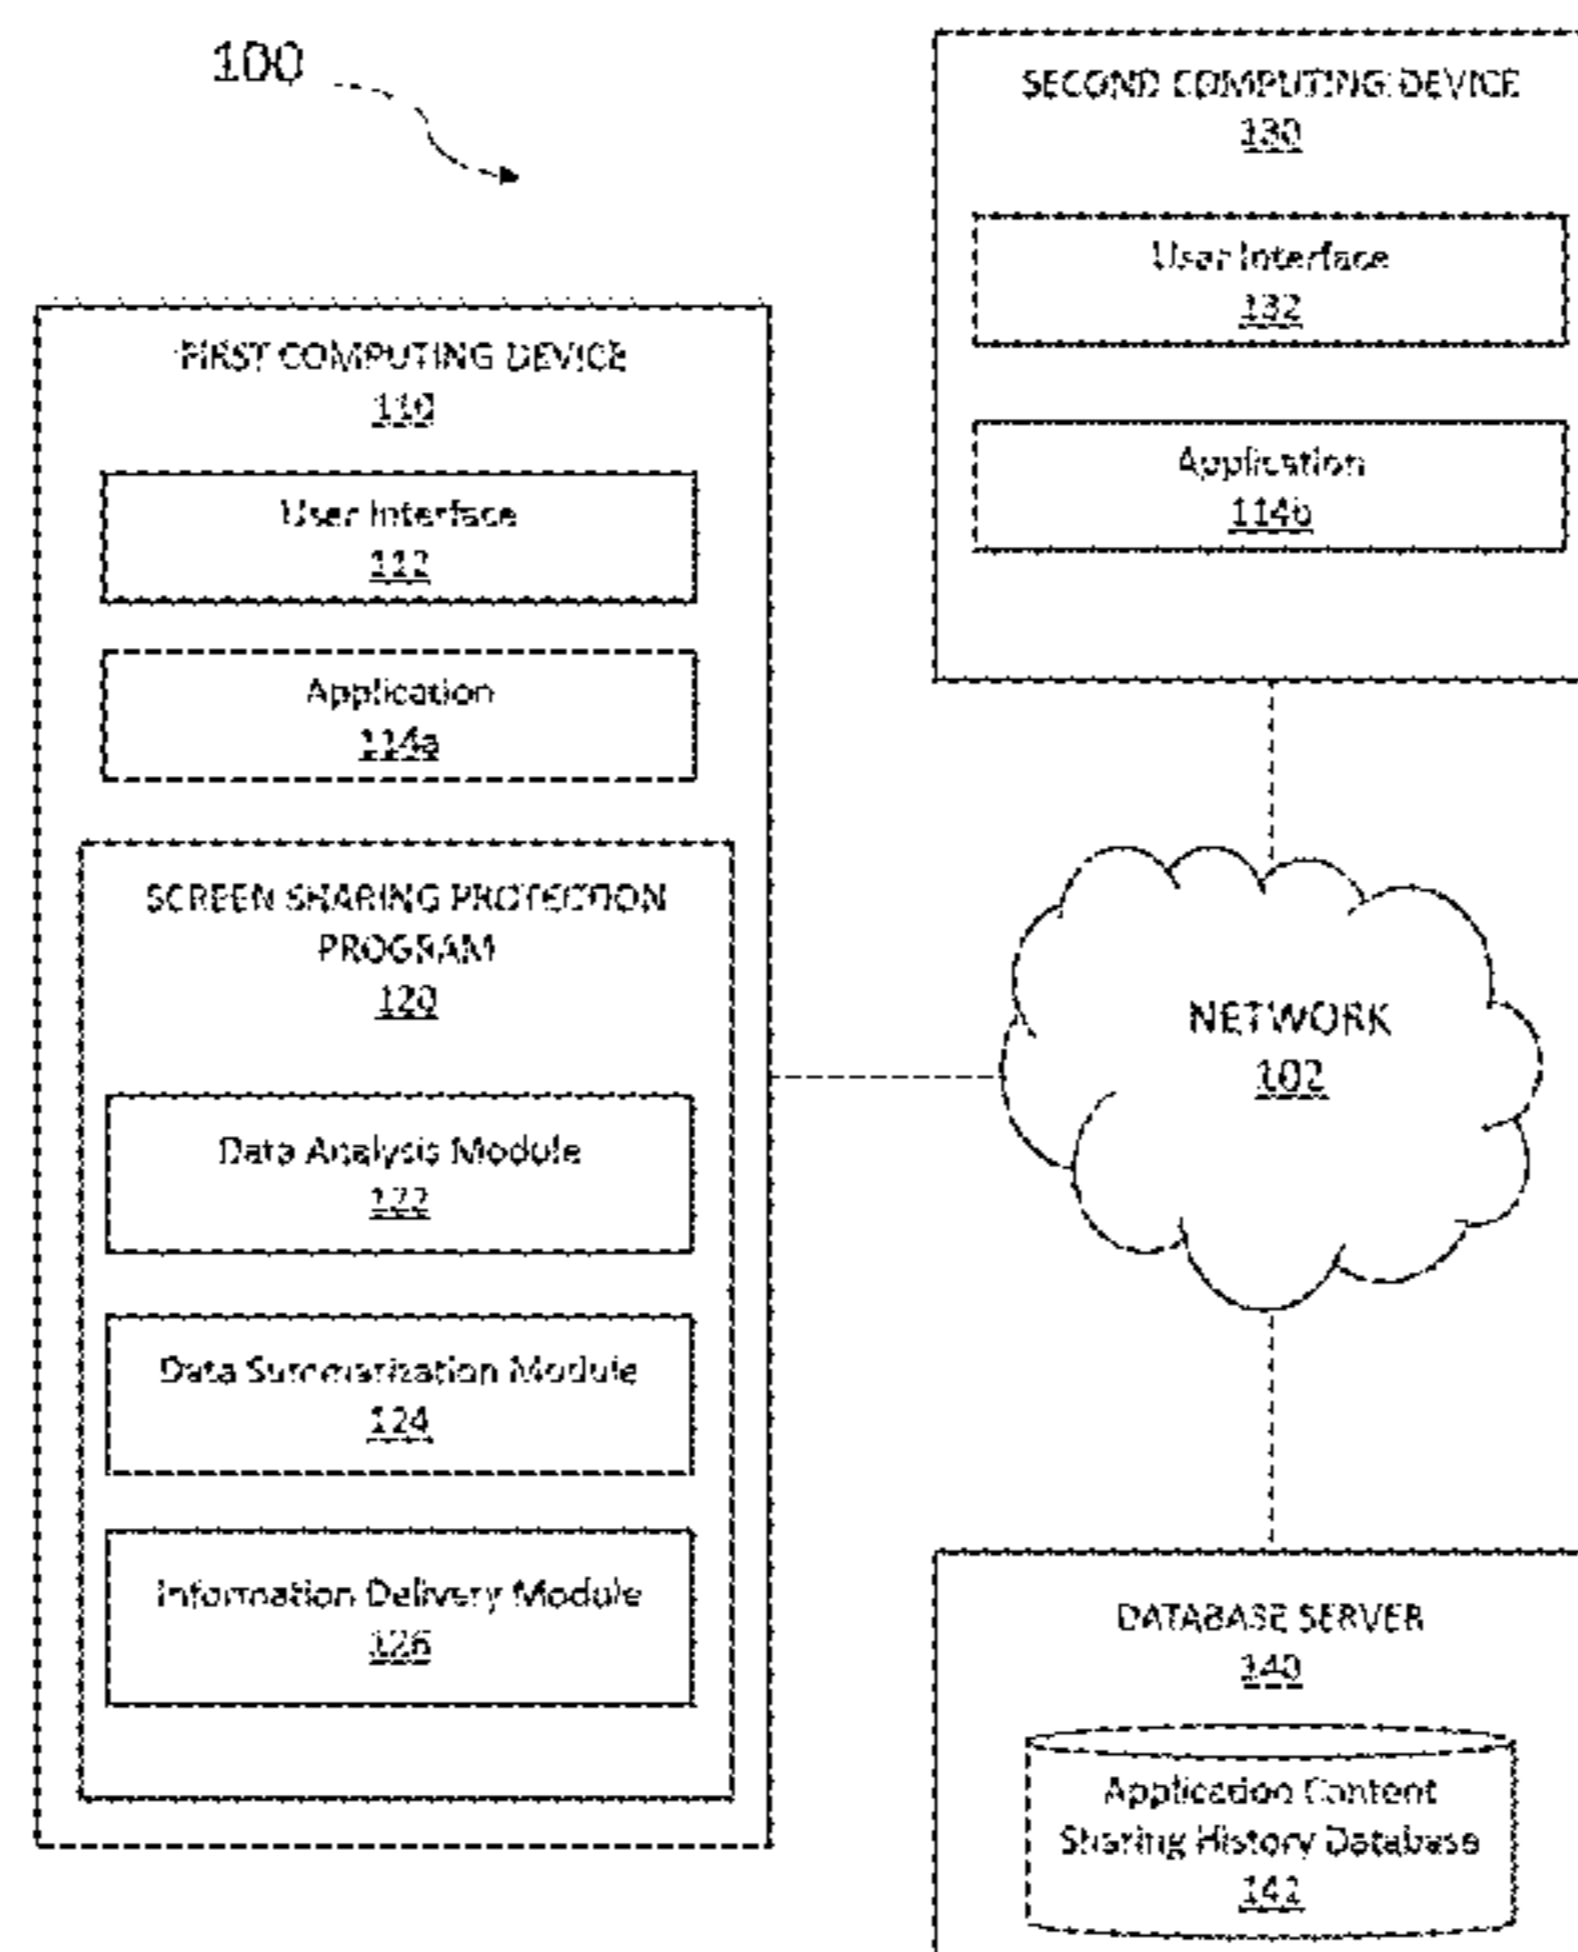 100
SECOND COMPUTING DEVICE
130
User Interface
132
Application
114b
FIRST COMPUTING DEVICE
110
User Interface
112
Application
114a
SCREEN SHARING PROTECTION
PROGRAM
120
Data Analysis Module
122
Data Summarization Module
124
Information Delivery Module
126
NETWORK
102
DATABASE SERVER
140
Application Content
Sharing History Database
142